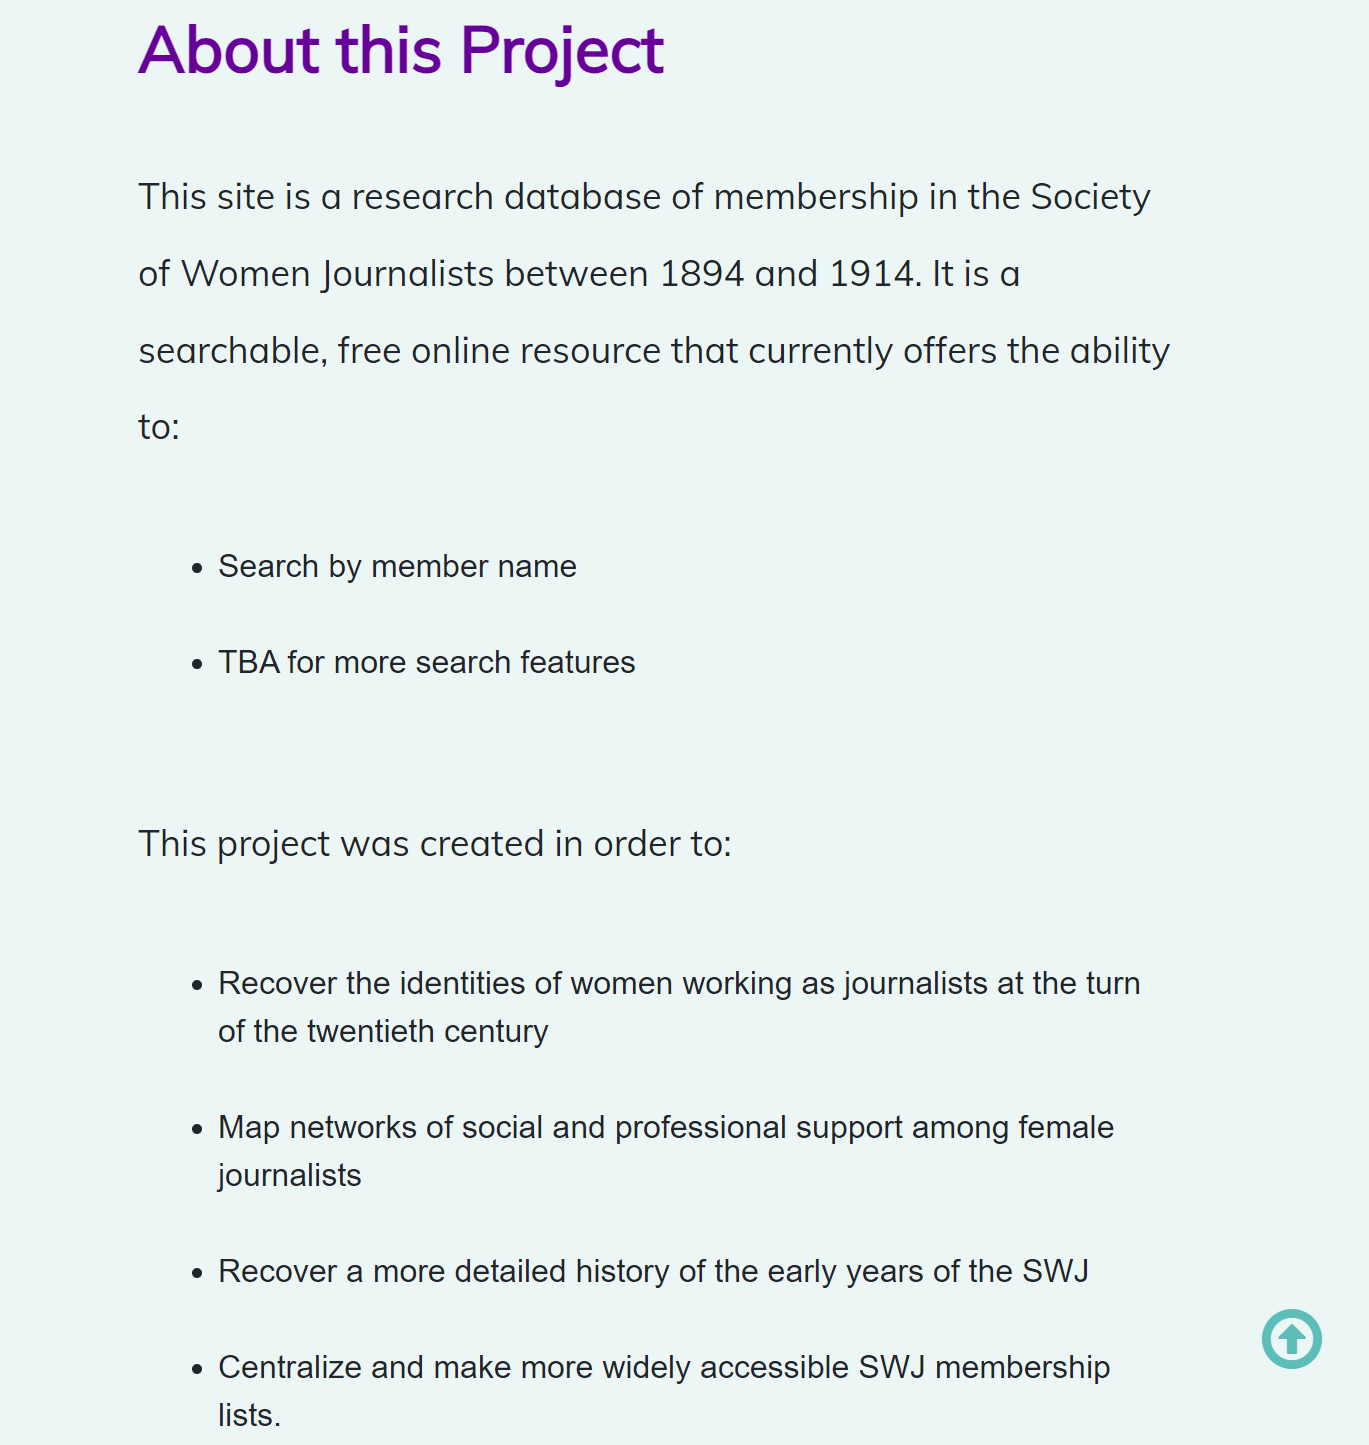 About this Project
This site is a research database of membership in the Society
of Women Journalists between 1894 and 1914. It is a
searchable, free online resource that currently offers the ability
to:
• Search by member name
• TBA for more search features
This project was created in order to:
• Recover the identities of women working as journalists at the turn
of the twentieth century
• Map networks of social and professional support among female
journalists
• Recover a more detailed history of the early years of the SWJ
• Centralize and make more widely accessible SWJ membership
lists.